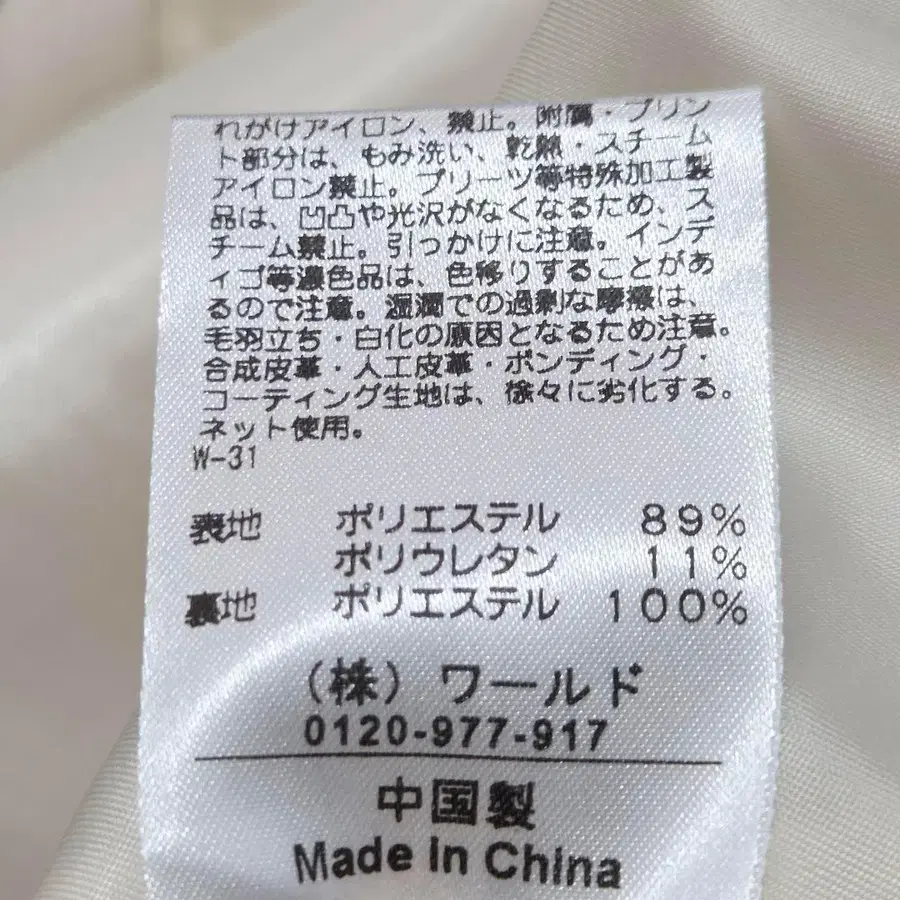 れがけアイロン、禁止。附属・プリン
ト部分は、もみ洗い、乾熱・スチーム
アイロン禁止。プリーツ等特殊加工製
品は、凹凸や光沢がなくなるため、ス
チーム禁止。引っかけに注意。インデ
ィゴ等濃色品は、色移りすることがあ
るので注意。湿潤での過剰な摩擦は、
毛羽立ち・白化の原因となるため注意。
合成皮革・人工皮革・ボンディング・
コーティング生地は、徐々に劣化する。
ネット使用。
W-31
表地 ポリエステル 89%
ポリウレタン 11%
裏地 ポリエステル 100%
(株)ワールド
0120-977-917
中国製
Made in China